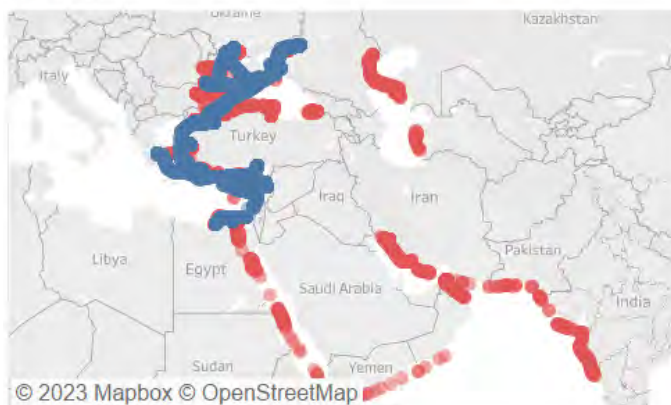 Ukraine
Kazakhstan
Italy
Turkey
Iraq
Iran
Pakistan
Libya
Egypt
Saudi Arabia
India
Sudan
Yemen
© 2023 Mapbox © OpenStreetMap